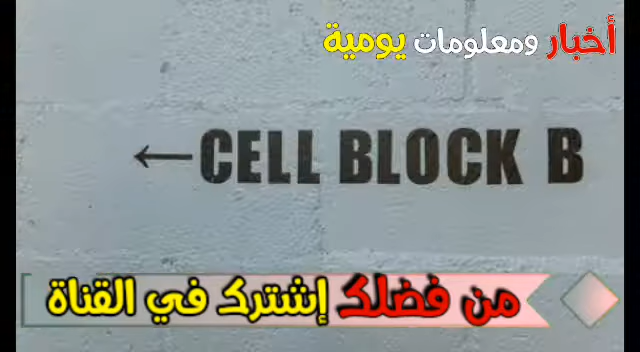 أخبار ومعلومات يومية
← CELL BLOCK B
من فضلك إشترك في القناة